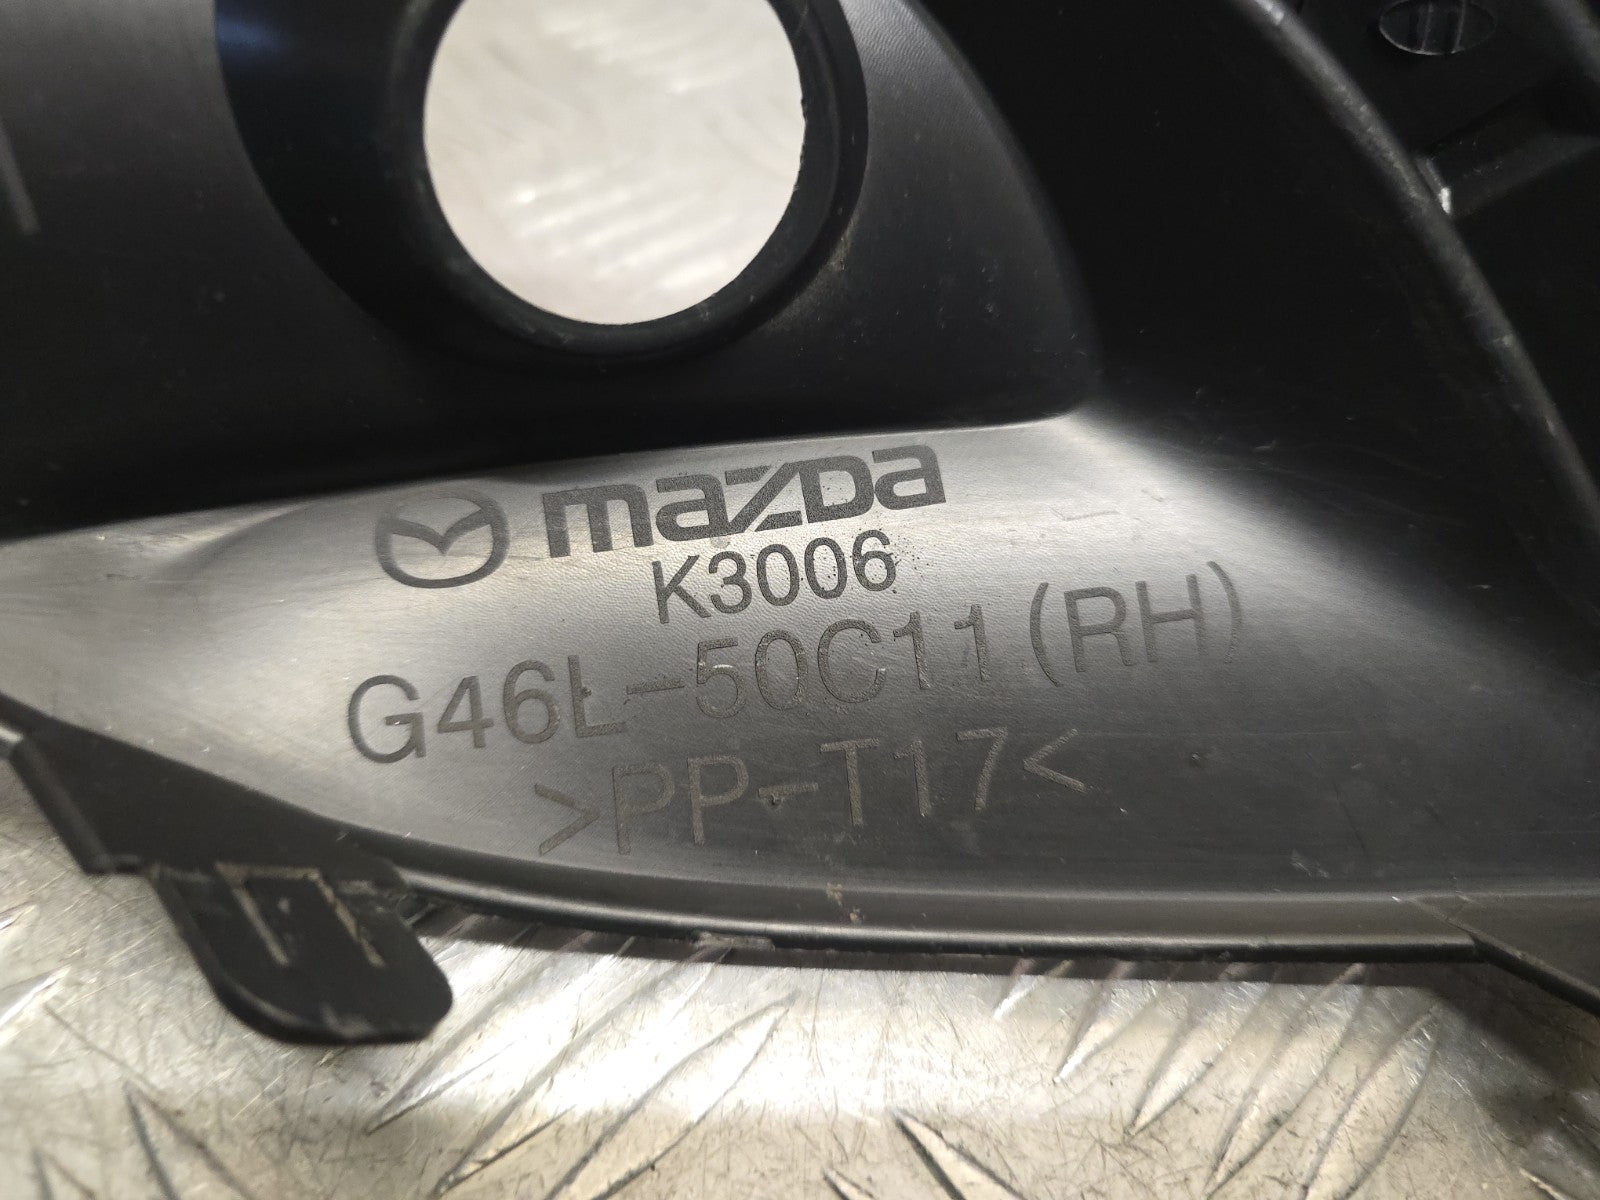 mazda
K3006
G46L-50C11(RH)
>PP-T17<